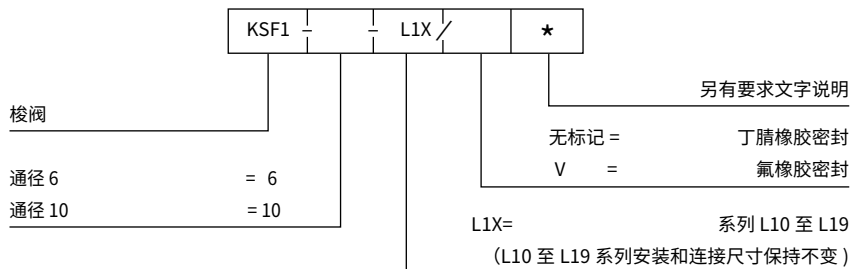 KSF1 - - L1X / *
另有要求文字说明
梭阀
无标记 = 丁腈橡胶密封
V = 氟橡胶密封
通径 6 = 6
通径 10 = 10
L1X= 系列 L10 至 L19
（L10 至 L19 系列安装和连接尺寸保持不变 )